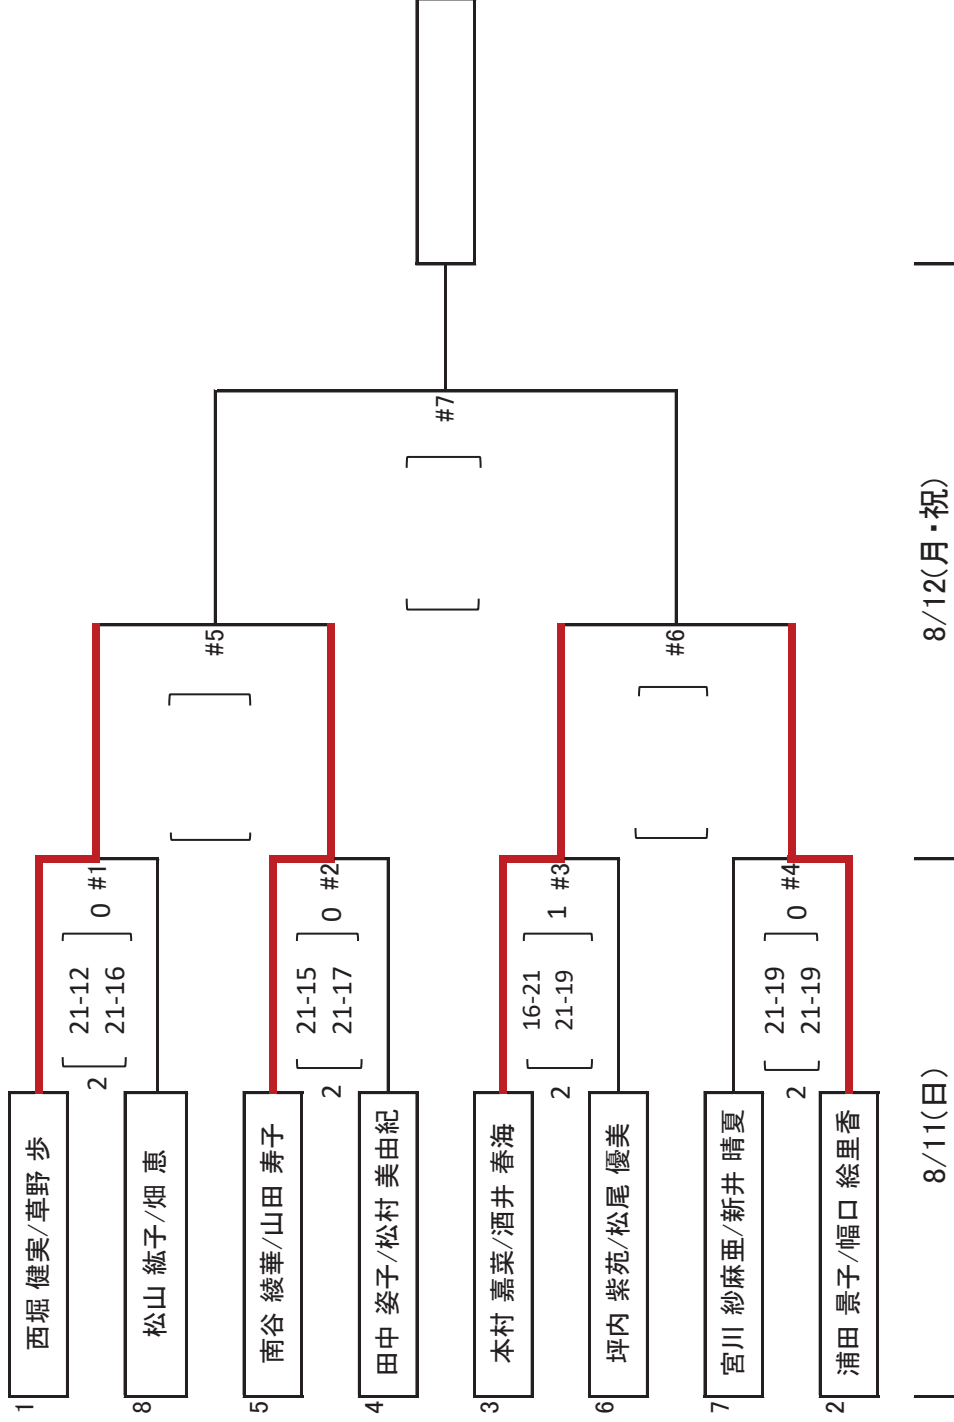 1 西堀 健実/草野 歩
8 松山 紘子/畑 恵
5 南谷 綾華/山田 寿子
4 田中 姿子/松村 美由紀
3 本村 嘉菜/酒井 春海
6 坪内 紫苑/松尾 優美
7 宮川 紗麻亜/新井 晴夏
2 浦田 景子/幅口 絵里香
2 21-12 0 #1
21-16
2 21-15 0 #2
21-17
2 16-21 1 #3
21-19
2 21-19 0 #4
21-19
#5
#6
#7
8/11(日)
8/12(月・祝)